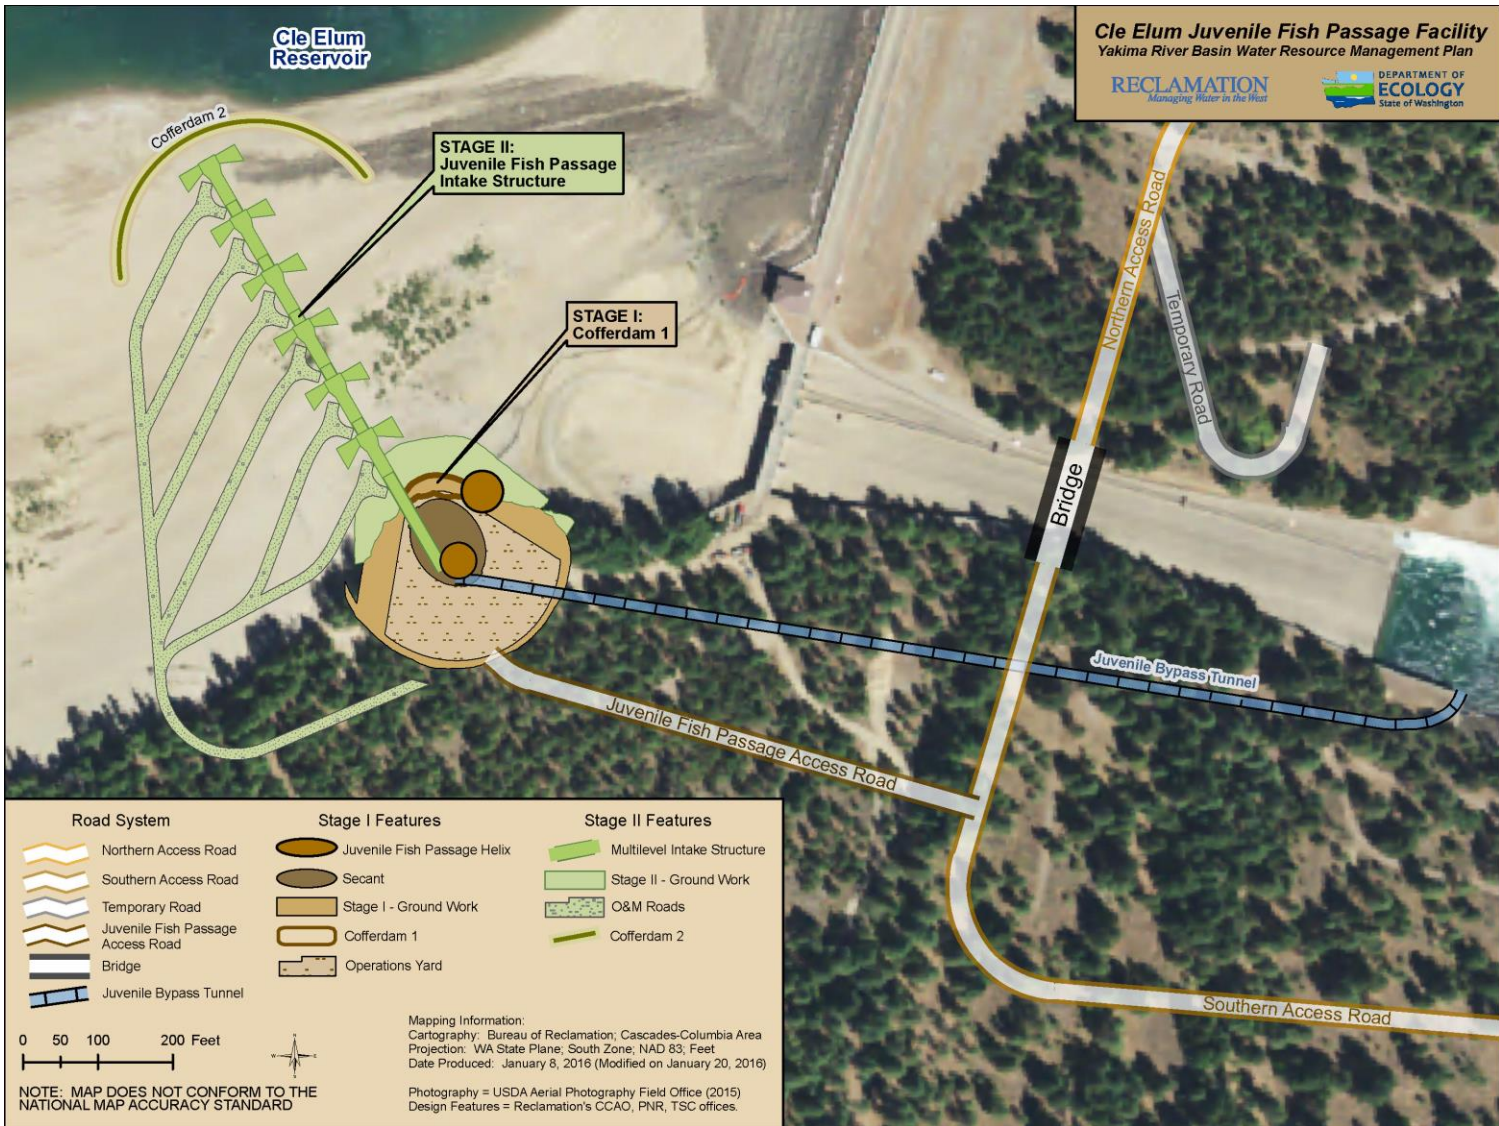 Cle Elum
Reservoir
Cle Elum Juvenile Fish Passage Facility
Yakima River Basin Water Resource Management Plan
RECLAMATION
Managing Water in the West
DEPARTMENT OF
ECOLOGY
State of Washington
Cofferdam 2
STAGE II:
Juvenile Fish Passage
Intake Structure
STAGE I:
Cofferdam 1
Northern Access Road
Temporary Road
Bridge
Juvenile Bypass Tunnel
Juvenile Fish Passage Access Road
Southern Access Road
Road System
Northern Access Road
Southern Access Road
Temporary Road
Juvenile Fish Passage
Access Road
Bridge
Juvenile Bypass Tunnel
Stage I Features
Juvenile Fish Passage Helix
Secant
Stage I - Ground Work
Cofferdam 1
Operations Yard
Stage II Features
Multilevel Intake Structure
Stage II - Ground Work
O&M Roads
Cofferdam 2
0 50 100 200 Feet
N
W E
S
NOTE: MAP DOES NOT CONFORM TO THE
NATIONAL MAP ACCURACY STANDARD
Mapping Information:
Cartography: Bureau of Reclamation; Cascades-Columbia Area
Projection: WA State Plane; South Zone; NAD 83; Feet
Date Produced: January 8, 2016 (Modified on January 20, 2016)
Photography = USDA Aerial Photography Field Office (2015)
Design Features = Reclamation's CCAO, PNR, TSC offices.